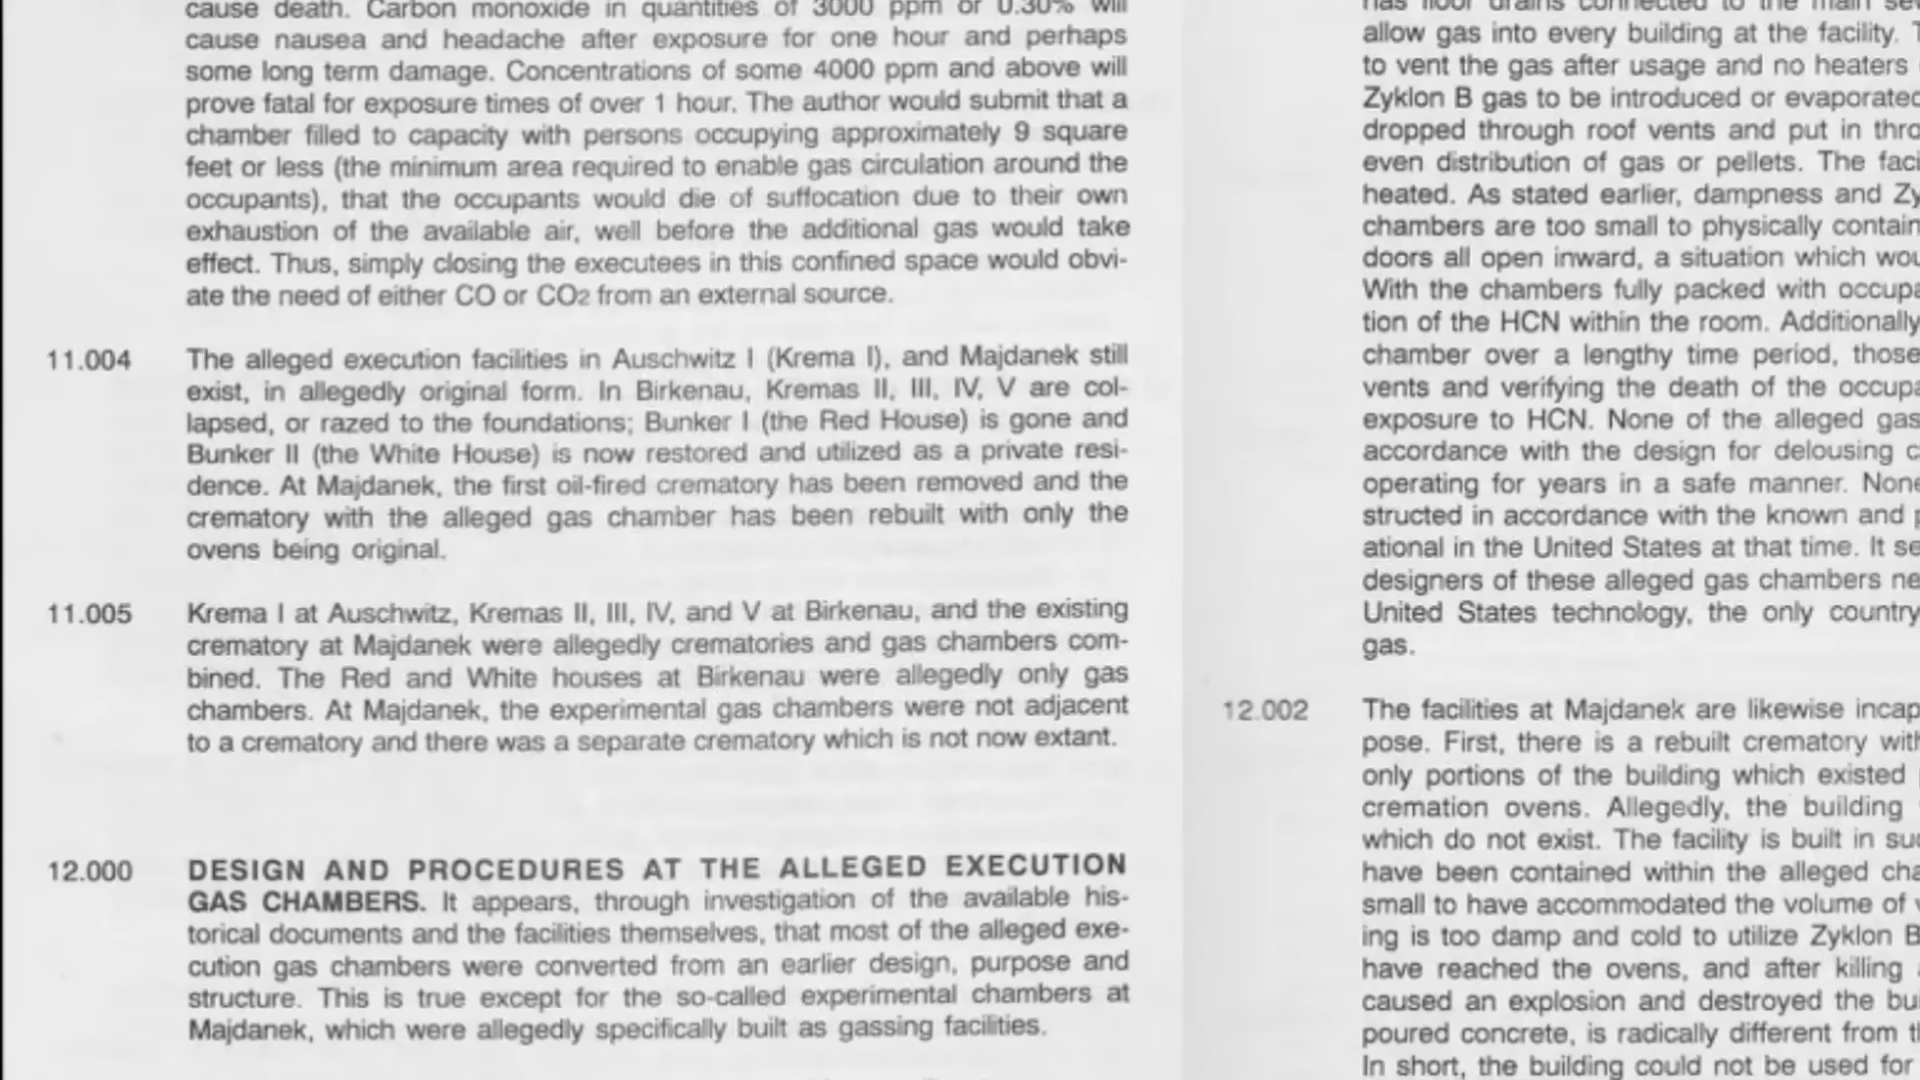 cause death. Carbon monoxide in quantities of 3000 ppm or 0.30% will
cause nausea and headache after exposure for one hour and perhaps
some long term damage. Concentrations of some 4000 ppm and above will
prove fatal for exposure times of over 1 hour. The author would submit that a
chamber filled to capacity with persons occupying approximately 9 square
feet or less (the minimum area required to enable gas circulation around the
occupants), that the occupants would die of suffocation due to their own
exhaustion of the available air, well before the additional gas would take
effect. Thus, simply closing the executees in this confined space would obvi-
ate the need of either CO or CO2 from an external source.
11.004 The alleged execution facilities in Auschwitz I (Krema I), and Majdanek still
exist, in allegedly original form. In Birkenau, Kremas II, III, IV, V are col-
lapsed, or razed to the foundations; Bunker I (the Red House) is gone and
Bunker II (the White House) is now restored and utilized as a private resi-
dence. At Majdanek, the first oil-fired crematory has been removed and the
crematory with the alleged gas chamber has been rebuilt with only the
ovens being original.
11.005 Krema I at Auschwitz, Kremas II, III, IV, and V at Birkenau, and the existing
crematory at Majdanek were allegedly crematories and gas chambers com-
bined. The Red and White houses at Birkenau were allegedly only gas
chambers. At Majdanek, the experimental gas chambers were not adjacent
to a crematory and there was a separate crematory which is not now extant.
12.000 DESIGN AND PROCEDURES AT THE ALLEGED EXECUTION
GAS CHAMBERS. It appears, through investigation of the available his-
torical documents and the facilities themselves, that most of the alleged exe-
cution gas chambers were converted from an earlier design, purpose and
structure. This is true except for the so-called experimental chambers at
Majdanek, which were allegedly specifically built as gassing facilities.
has floor drains connected to the main
allow gas into every building at the facility.
to vent the gas after usage and no heaters
Zyklon B gas to be introduced or evaporated
dropped through roof vents and put in
even distribution of gas or pellets. The
heated. As stated earlier, dampness and
chambers are too small to physically contain
doors all open inward, a situation which
With the chambers fully packed with
tion of the HCN within the room. Additionally
chamber over a lengthy time period, those
vents and verifying the death of the
exposure to HCN. None of the alleged gas
accordance with the design for delousing
operating for years in a safe manner. None
structed in accordance with the known and
ational in the United States at that time. It
designers of these alleged gas chambers
United States technology, the only country
gas.
12.002 The facilities at Majdanek are likewise
pose. First, there is a rebuilt crematory
only portions of the building which existed
cremation ovens. Allegedly, the building
which do not exist. The facility is built in
have been contained within the alleged
small to have accommodated the volume of
ing is too damp and cold to utilize Zyklon B
have reached the ovens, and after killing
caused an explosion and destroyed the
poured concrete, is radically different from
In short, the building could not be used for